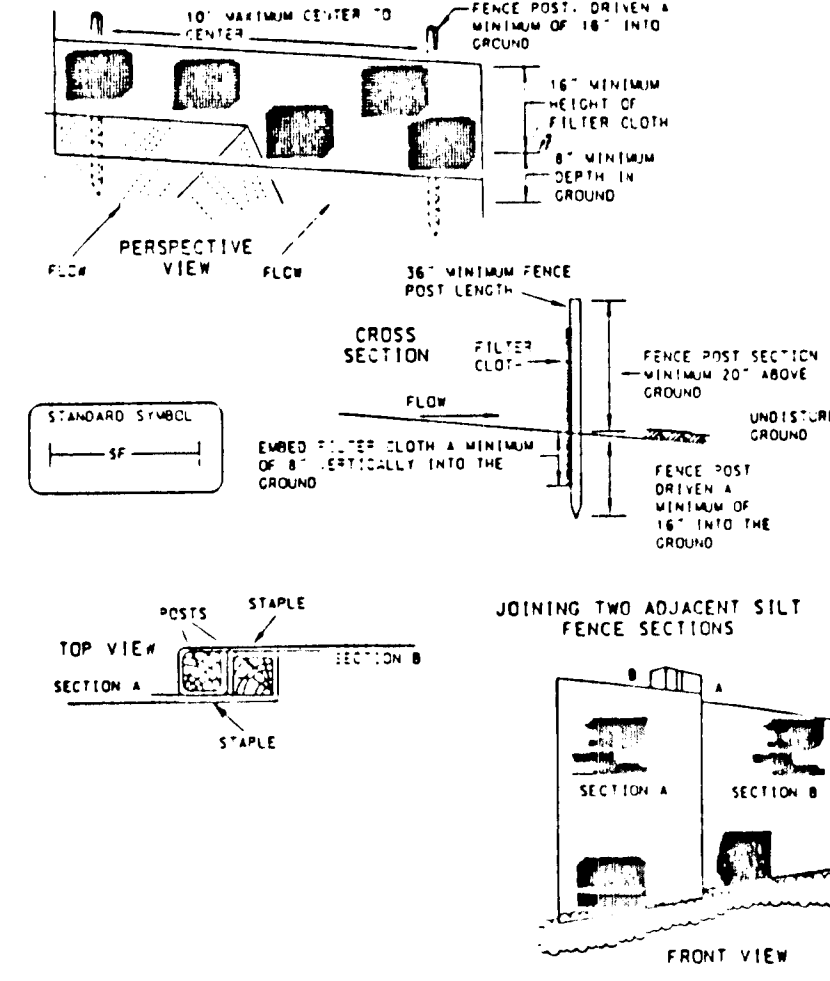 10" MAXIMUM CENTER TO
CENTER
FENCE POST, DRIVEN A
MINIMUM OF 16" INTO
GROUND
16" MINIMUM
HEIGHT OF
FILTER CLOTH
8" MINIMUM
DEPTH IN
GROUND
FLOW
PERSPECTIVE
VIEW
FLOW
36" MINIMUM FENCE
POST LENGTH
CROSS
SECTION
FILTER
CLOTH
FENCE POST SECTION
MINIMUM 20" ABOVE
GROUND
FLOW
UNDISTUR
GROUND
STANDARD SYMBOL
SF
EMBED FILTER CLOTH A MINIMUM
OF 8" VERTICALLY INTO THE
GROUND
FENCE POST
DRIVEN A
MINIMUM OF
16" INTO THE
GROUND
POSTS
STAPLE
TOP VIEW
SECTION B
SECTION A
STAPLE
JOINING TWO ADJACENT SILT
FENCE SECTIONS
B
A
SECTION A
SECTION B
FRONT VIEW